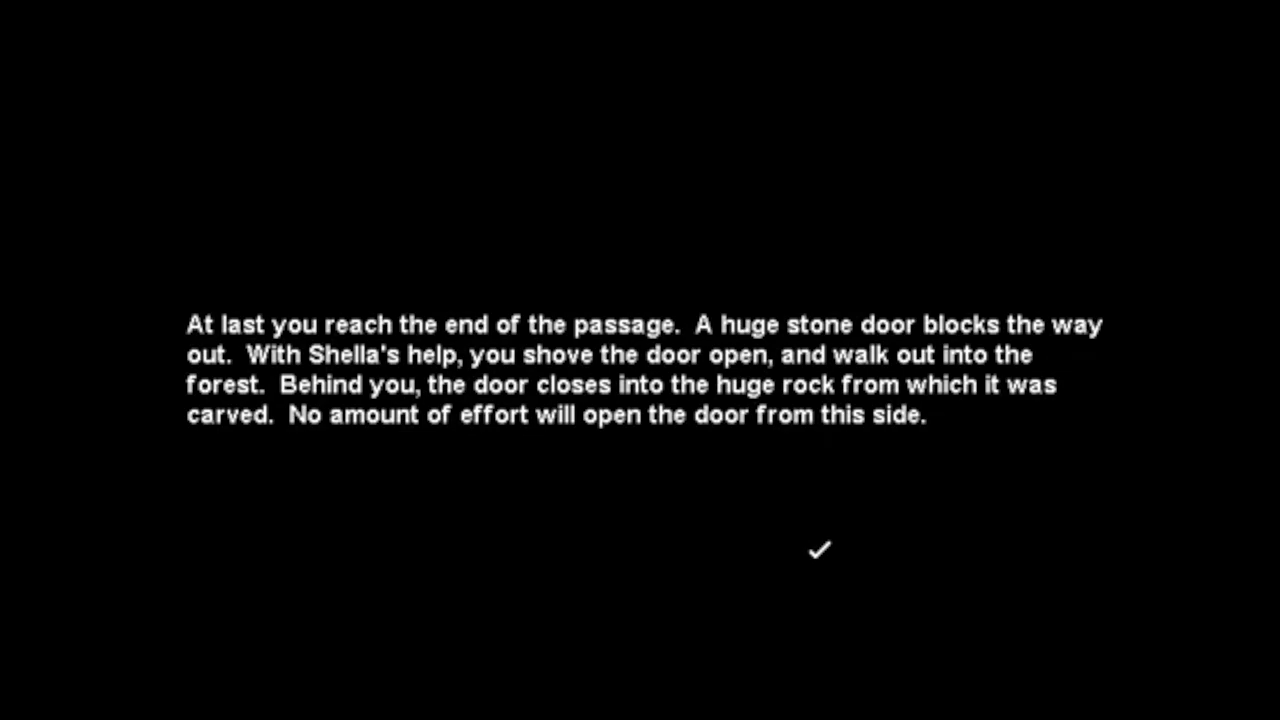 At last you reach the end of the passage.  A huge stone door blocks the way
out.  With Shella's help, you shove the door open, and walk out into the
forest.  Behind you, the door closes into the huge rock from which it was
carved.  No amount of effort will open the door from this side.